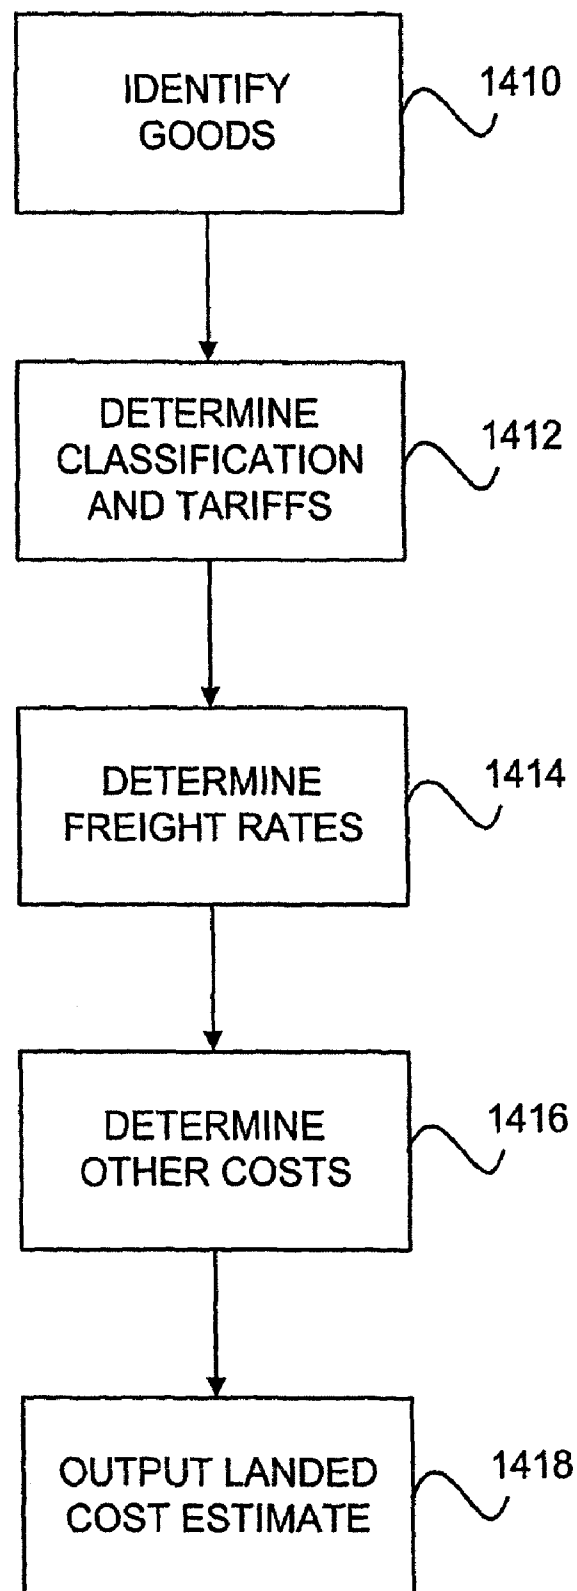 IDENTIFY
GOODS
1410
DETERMINE
CLASSIFICATION
AND TARIFFS
1412
DETERMINE
FREIGHT RATES
1414
DETERMINE
OTHER COSTS
1416
OUTPUT LANDED
COST ESTIMATE
1418